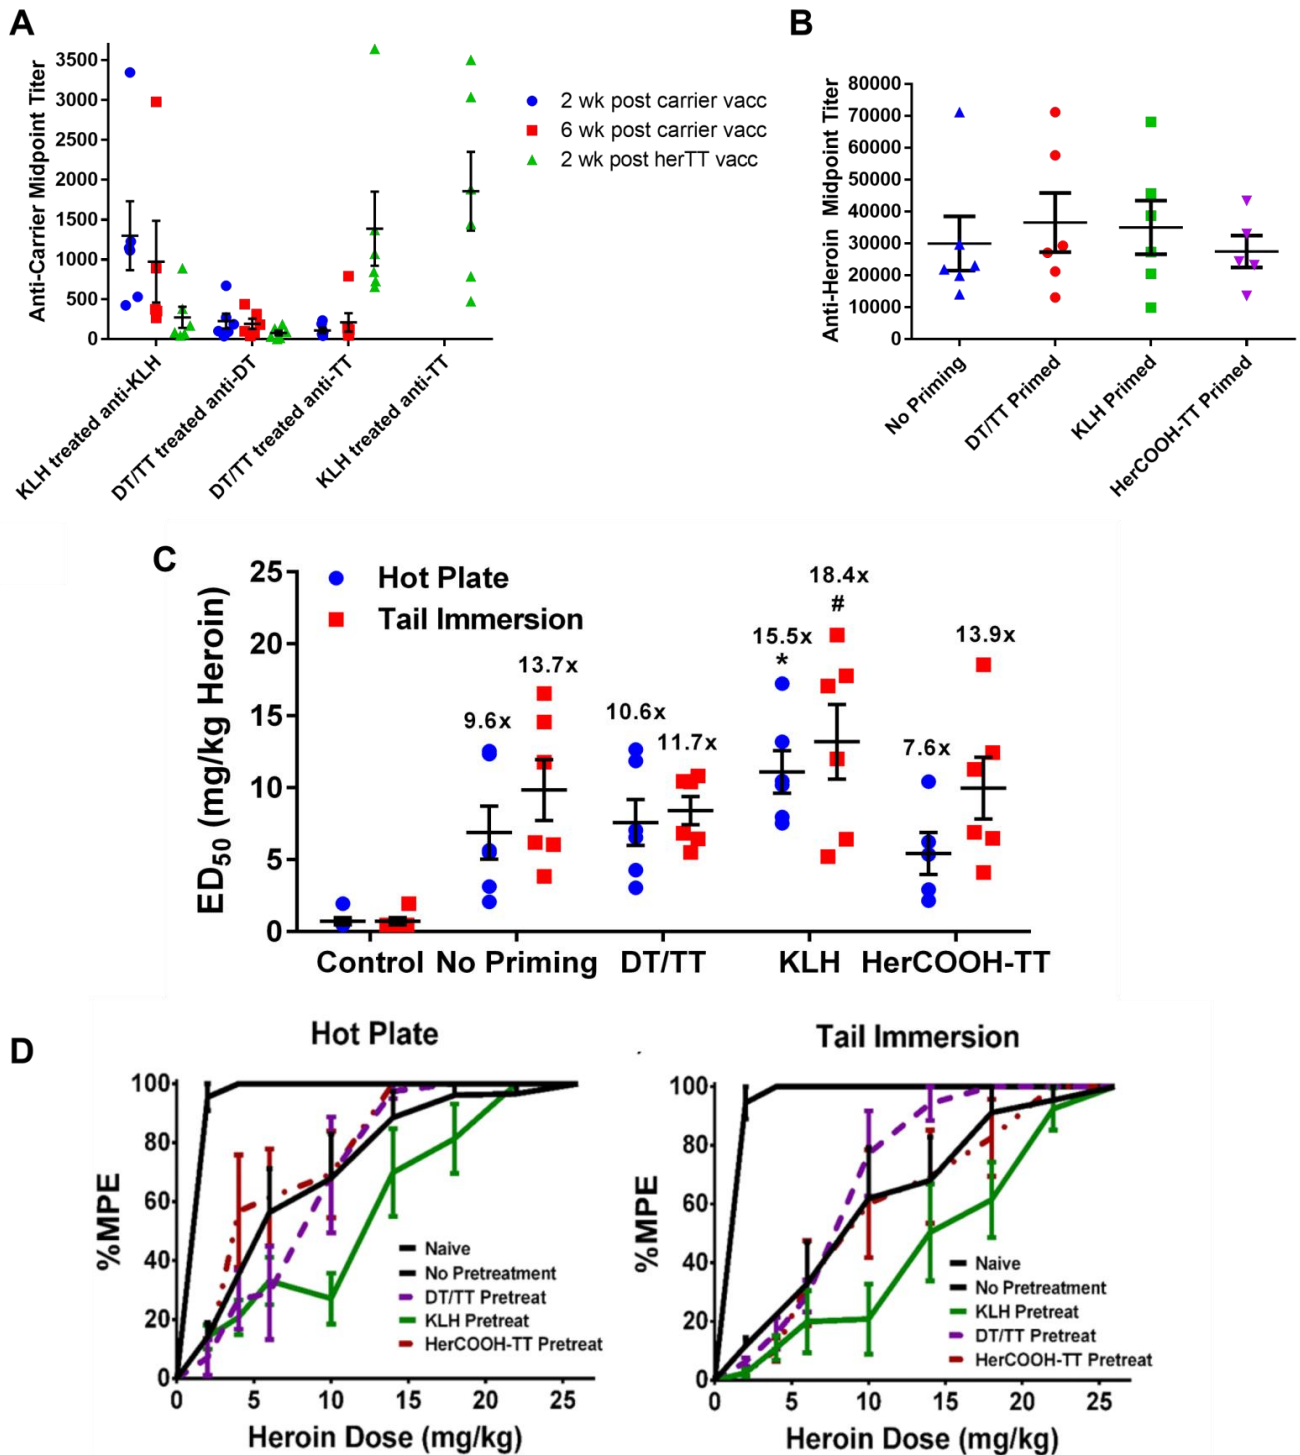 A
Anti-Carrier Midpoint Titer
3500
3000
2500
2000
1500
1000
500
0
KLH treated anti-KLH
DT/TT treated anti-DT
DT/TT treated anti-TT
KLH treated anti-TT
2 wk post carrier vacc
6 wk post carrier vacc
2 wk post herTT vacc
B
Anti-Heroin Midpoint Titer
80000
70000
60000
50000
40000
30000
20000
10000
0
No Priming
DT/TT Primed
KLH Primed
HerCOOH-TT Primed
C
ED50 (mg/kg Heroin)
25
20
15
10
5
0
Hot Plate
Tail Immersion
9.6x
13.7x
10.6x
11.7x
15.5x
*
18.4x
#
7.6x
13.9x
Control
No Priming
DT/TT
KLH
HerCOOH-TT
D
Hot Plate
%MPE
100
80
60
40
20
0
0 5 10 15 20 25
Heroin Dose (mg/kg)
Naive
No Pretreatment
DT/TT Pretreat
KLH Pretreat
HerCOOH-TT Pretreat
Tail Immersion
%MPE
100
80
60
40
20
0
0 5 10 15 20 25
Heroin Dose (mg/kg)
Naive
No Pretreatment
KLH Pretreat
DT/TT Pretreat
HerCOOH-TT Pretreat